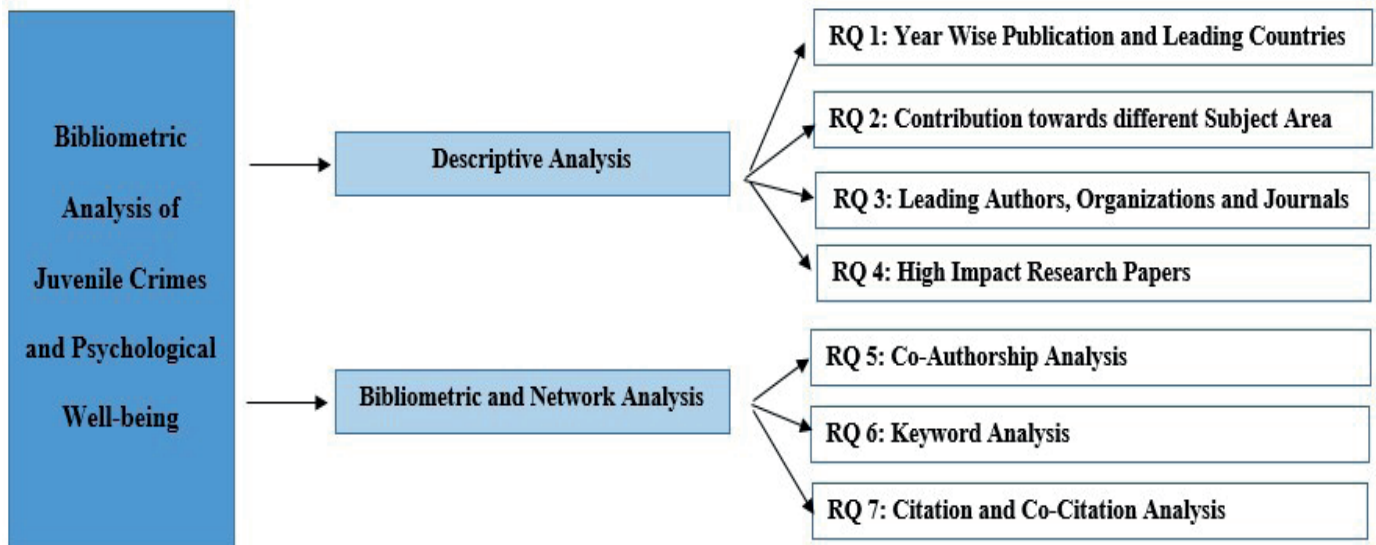 Bibliometric
Analysis of
Juvenile Crimes
and Psychological
Well-being
Descriptive Analysis
RQ 1: Year Wise Publication and Leading Countries
RQ 2: Contribution towards different Subject Area
RQ 3: Leading Authors, Organizations and Journals
RQ 4: High Impact Research Papers
Bibliometric and Network Analysis
RQ 5: Co-Authorship Analysis
RQ 6: Keyword Analysis
RQ 7: Citation and Co-Citation Analysis